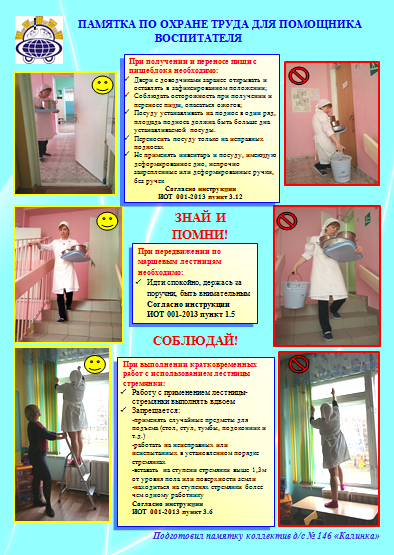 ПАМЯТКА ПО ОХРАНЕ ТРУДА ДЛЯ ПОМОЩНИКА
ВОСПИТАТЕЛЯ
При получении и переносе пищи с
пищеблока необходимо:
Двери с доводчиками заранее открывать и
оставлять в зафиксированном положении;
Соблюдать осторожность при получении и
переносе пищи, опасаться ожогов;
Посуду устанавливать на поднос в один ряд,
площадь подноса должна быть больше дна
устанавливаемой посуды.
Переносить посуду только на исправных
подносах
Не применять инвентарь и посуду, имеющую
деформированное дно, непрочно
закрепленные или деформированные ручки,
без ручек
Согласно инструкции
ИОТ 001-2013 пункт 3.12
ЗНАЙ И
ПОМНИ!
При передвижении по
маршевым лестницам
необходимо:
Идти спокойно, держась за
поручни, быть внимательным
Согласно инструкции
ИОТ 001-2013 пункт 1.5
СОБЛЮДАЙ!
При выполнении кратковременных
работ с использованием лестницы
стремянки:
Работу с применением лестницы-
стремянки выполнять вдвоем
Запрещается:
-применять случайные предметы для
подъема (стол, стул, тумбы, подоконник и
т.д.)
-работать на неисправных или
неиспытанных в установленном порядке
стремянках
-вставать на ступени стремянки выше 1,3м
от уровня пола или поверхности земли
-находиться на ступенях стремянки более
чем одному работнику
Согласно инструкции
ИОТ 001-2013 пункт 3.6
Подготовил памятку коллектив д/с № 146 «Калинка»